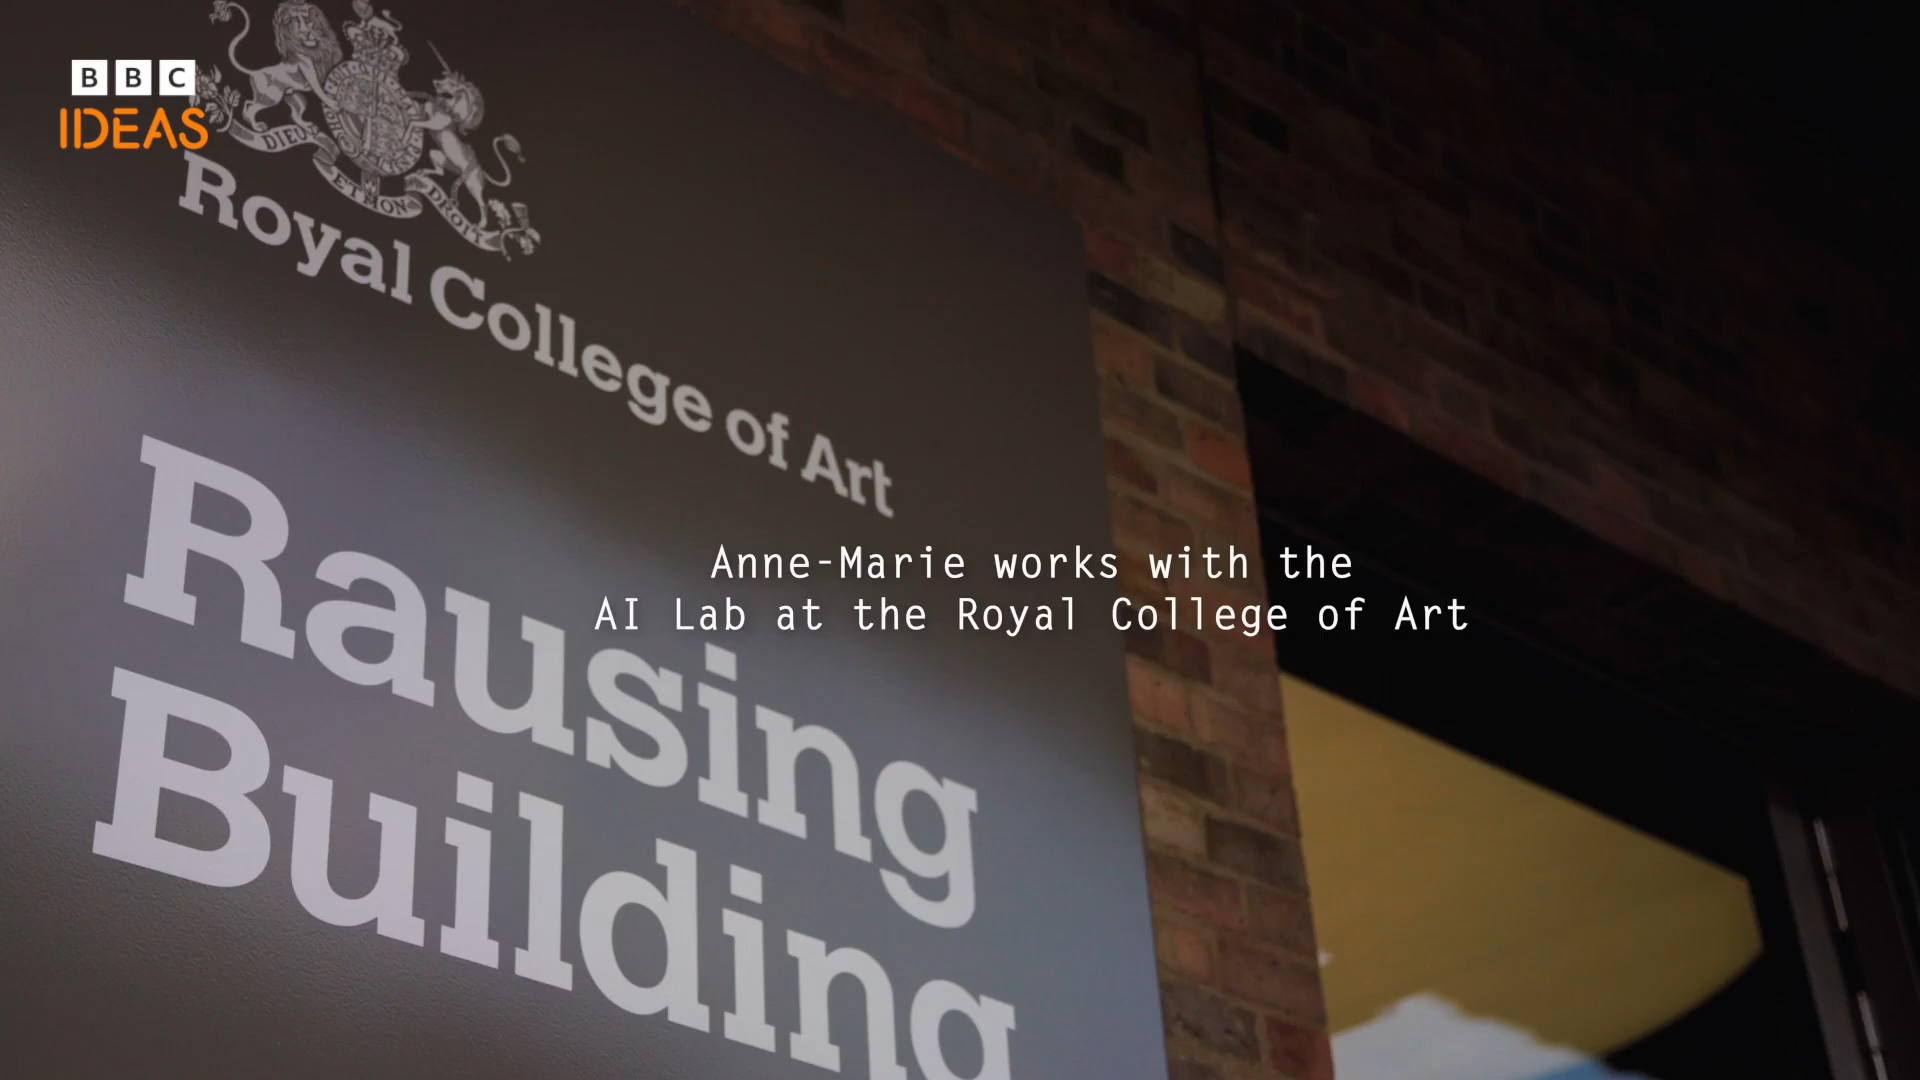 BBC
IDEAS
DIEU ET MON DROIT
Royal College of Art
Rausing
Building
Anne-Marie works with the
AI Lab at the Royal College of Art